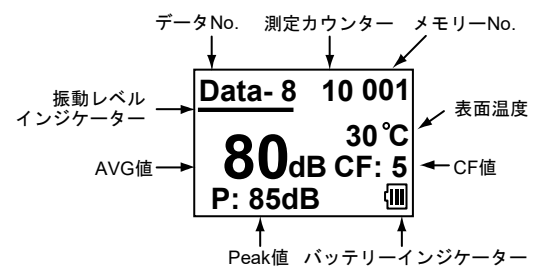 データNo. 測定カウンター メモリーNo.
Data- 8 10 001
振動レベル
インジケーター
表面温度
30℃
AVG値
80dB CF: 5
CF値
P: 85dB
Peak値 バッテリーインジケーター